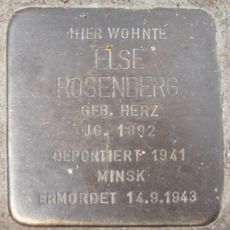 HIER WOHNTE
ELSE
ROSENBERG
GEB. HERZ
JG. 1892
DEPORTIERT 1941
MINSK
ERMORDET 14.9.1943